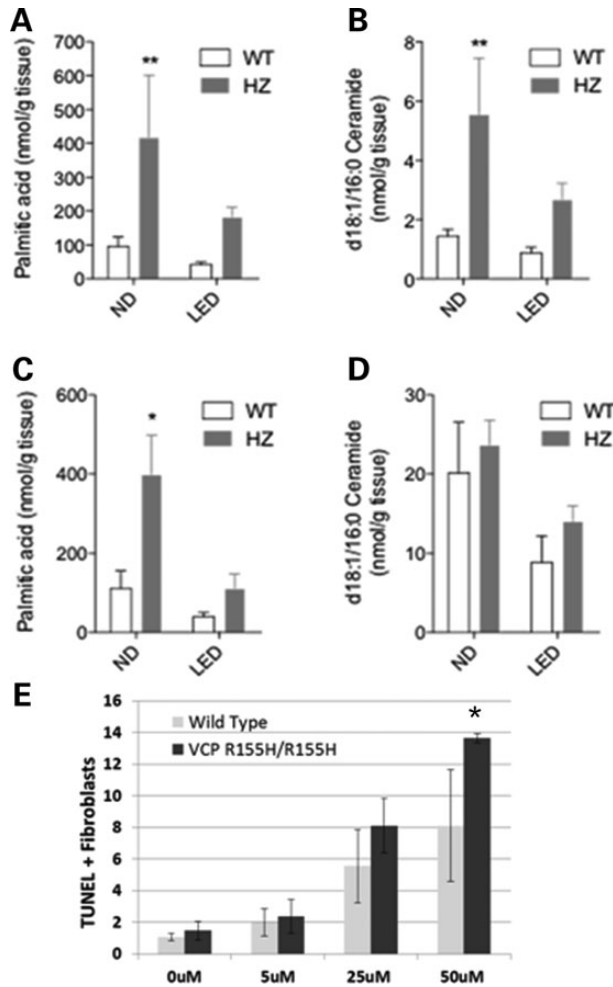 A
Palmitic acid (nmol/g tissue)
700
600
500
400
300
200
100
0
**
WT
HZ
ND
LED
B
d18:1/16:0 Ceramide
(nmol/g tissue)
8
6
4
2
0
**
WT
HZ
ND
LED
C
Palmitic acid (nmol/g tissue)
600
400
200
0
*
WT
HZ
ND
LED
D
d18:1/16:0 Ceramide
(nmol/g tissue)
30
20
10
0
WT
HZ
ND
LED
E
TUNEL + Fibroblasts
16
14
12
10
8
6
4
2
0
Wild Type
VCP R155H/R155H
*
0uM 5uM 25uM 50uM